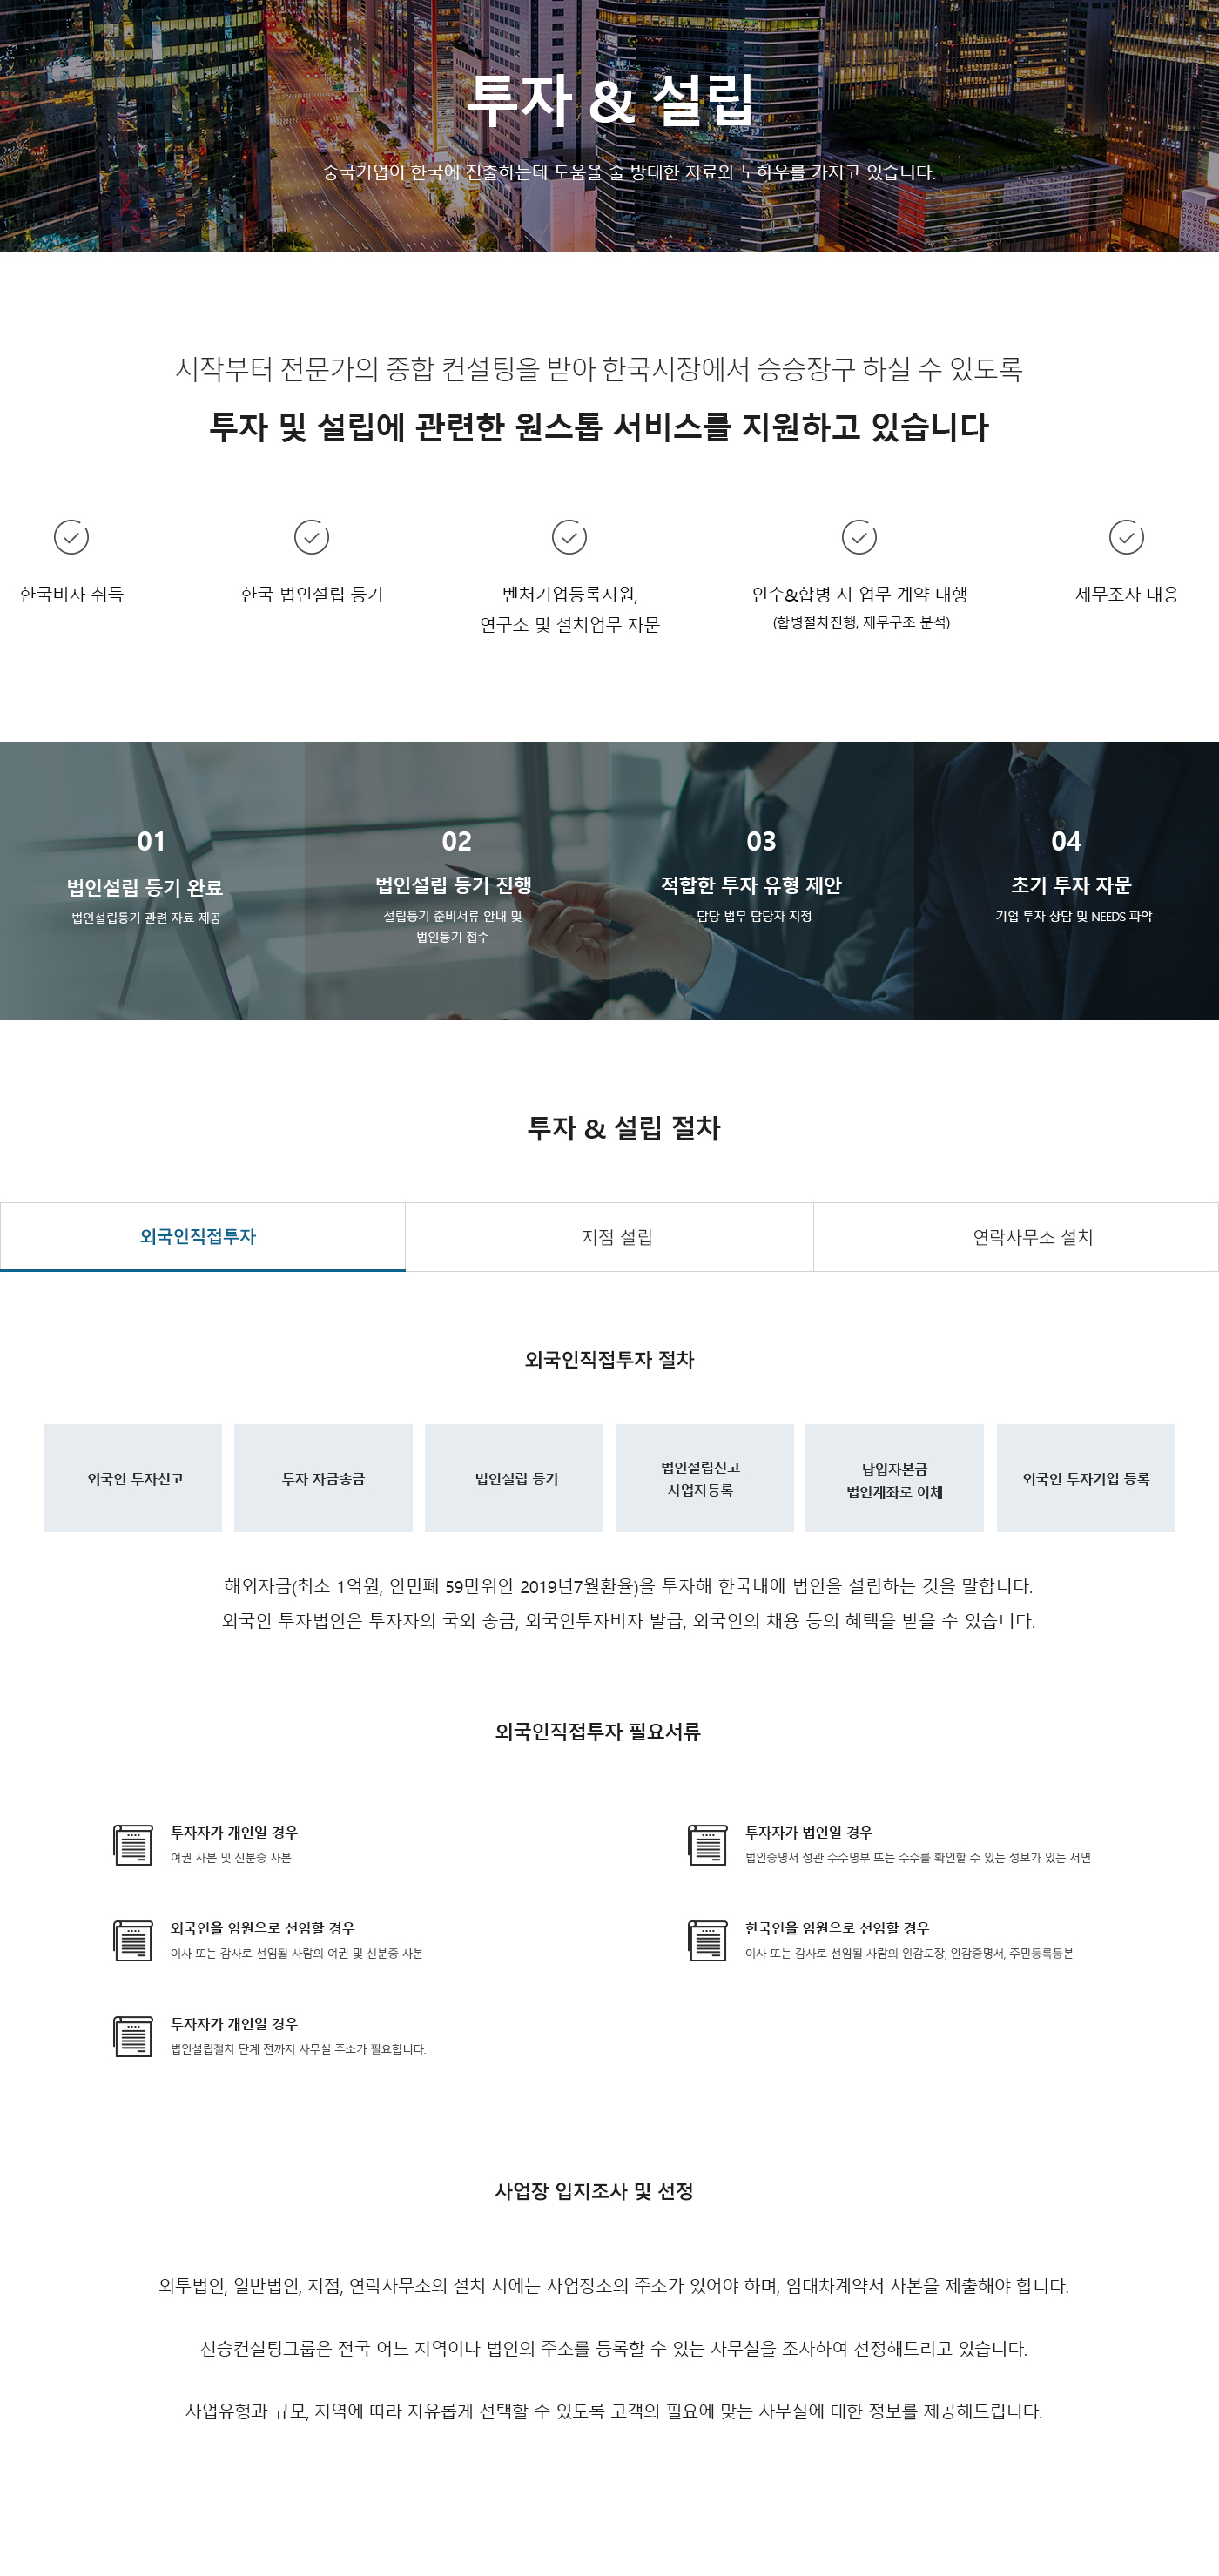 투자 & 설립
중국기업이 한국에 진출하는데 도움을 줄 방대한 자료와 노하우를 가지고 있습니다.
시작부터 전문가의 종합 컨설팅을 받아 한국시장에서 승승장구 하실 수 있도록
투자 및 설립에 관련한 원스톱 서비스를 지원하고 있습니다
한국비자 취득
한국 법인설립 등기
벤처기업등록지원,
연구소 및 설치업무 자문
인수&합병 시 업무 계약 대행
(합병절차진행, 재무구조 분석)
세무조사 대응
01
법인설립 등기 완료
법인설립등기 관련 자료 제공
02
법인설립 등기 진행
설립등기 준비서류 안내 및
법인등기 접수
03
적합한 투자 유형 제안
담당 법무 담당자 지정
04
초기 투자 자문
기업 투자 상담 및 NEEDS 파악
투자 & 설립 절차
외국인직접투자
지점 설립
연락사무소 설치
외국인직접투자 절차
외국인 투자신고
투자 자금송금
법인설립 등기
법인설립신고
사업자등록
납입자본금
법인계좌로 이체
외국인 투자기업 등록
해외자금(최소 1억원, 인민폐 59만위안 2019년7월환율)을 투자해 한국내에 법인을 설립하는 것을 말합니다.
외국인 투자법인은 투자자의 국외 송금, 외국인투자비자 발급, 외국인의 채용 등의 혜택을 받을 수 있습니다.
외국인직접투자 필요서류
투자자가 개인일 경우
여권 사본 및 신분증 사본
투자자가 법인일 경우
법인증명서 정관 주주명부 또는 주주를 확인할 수 있는 정보가 있는 서면
외국인을 임원으로 선임할 경우
이사 또는 감사로 선임될 사람의 여권 및 신분증 사본
한국인을 임원으로 선임할 경우
이사 또는 감사로 선임될 사람의 인감도장, 인감증명서, 주민등록등본
투자자가 개인일 경우
법인설립절차 단계 전까지 사무실 주소가 필요합니다.
사업장 입지조사 및 선정
외투법인, 일반법인, 지점, 연락사무소의 설치 시에는 사업장소의 주소가 있어야 하며, 임대차계약서 사본을 제출해야 합니다.
신승컨설팅그룹은 전국 어느 지역이나 법인의 주소를 등록할 수 있는 사무실을 조사하여 선정해드리고 있습니다.
사업유형과 규모, 지역에 따라 자유롭게 선택할 수 있도록 고객의 필요에 맞는 사무실에 대한 정보를 제공해드립니다.